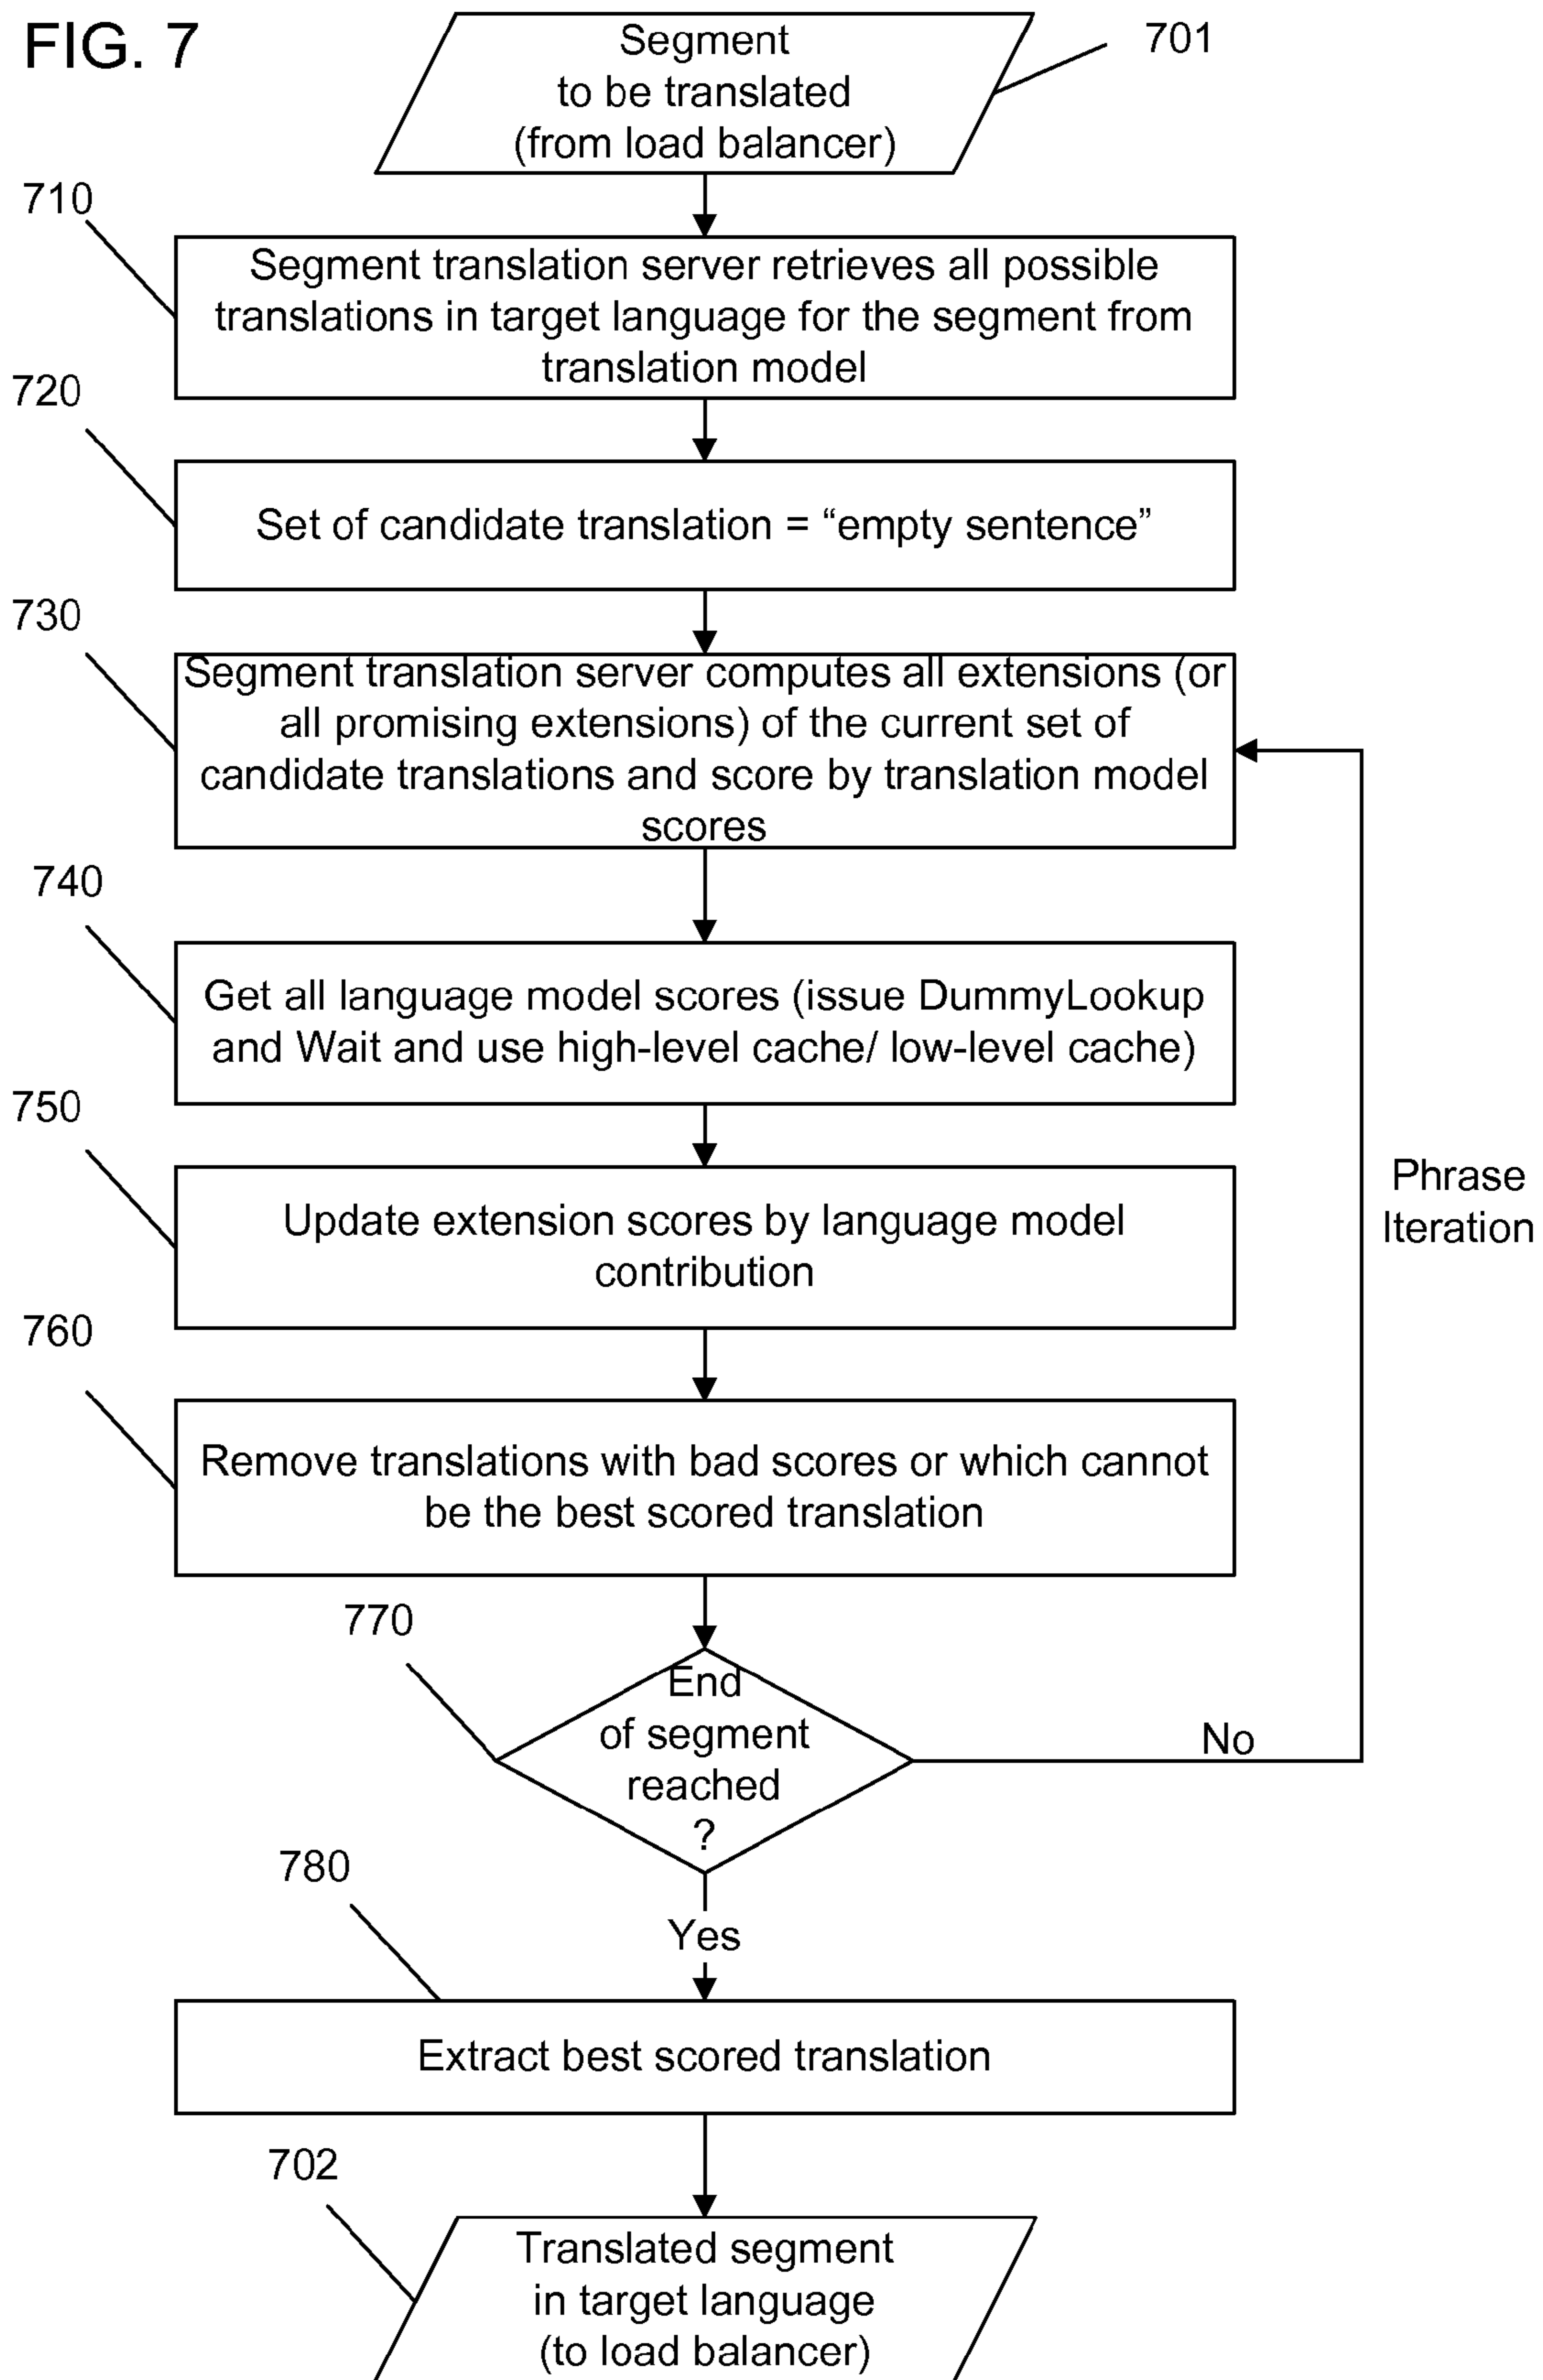 FIG. 7
Segment
to be translated
(from load balancer)
701
710
Segment translation server retrieves all possible
translations in target language for the segment from
translation model
720
Set of candidate translation = “empty sentence”
730
Segment translation server computes all extensions (or
all promising extensions) of the current set of
candidate translations and score by translation model
scores
740
Get all language model scores (issue DummyLookup
and Wait and use high-level cache/ low-level cache)
750
Update extension scores by language model
contribution
Phrase
Iteration
760
Remove translations with bad scores or which cannot
be the best scored translation
770
End
of segment
reached
?
No
780
Yes
Extract best scored translation
702
Translated segment
in target language
(to load balancer)